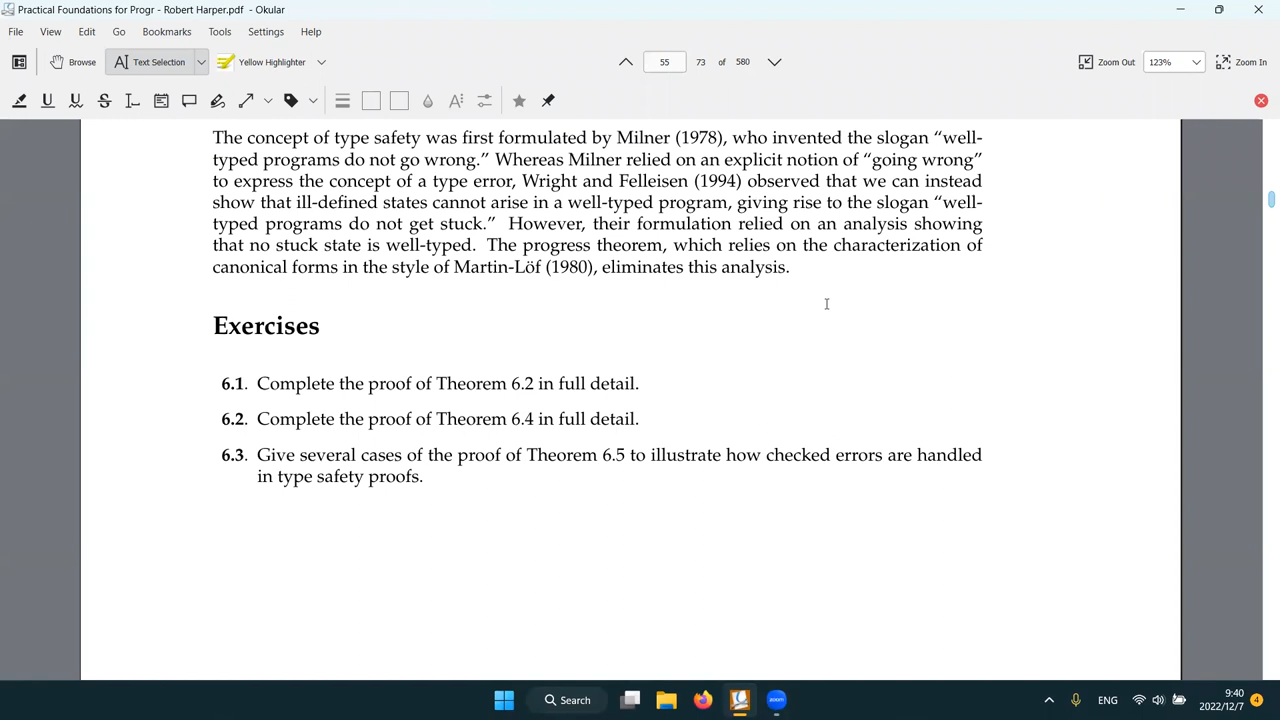 Practical Foundations for Progr - Robert Harper.pdf - Okular
File View Edit Go Bookmarks Tools Settings Help
Browse Text Selection Yellow Highlighter 55 73 of 580 Zoom Out 123% Zoom In
The concept of type safety was first formulated by Milner (1978), who invented the slogan “well-
typed programs do not go wrong.” Whereas Milner relied on an explicit notion of “going wrong”
to express the concept of a type error, Wright and Felleisen (1994) observed that we can instead
show that ill-defined states cannot arise in a well-typed program, giving rise to the slogan “well-
typed programs do not get stuck.” However, their formulation relied on an analysis showing
that no stuck state is well-typed. The progress theorem, which relies on the characterization of
canonical forms in the style of Martin-Löf (1980), eliminates this analysis.
Exercises
6.1. Complete the proof of Theorem 6.2 in full detail.
6.2. Complete the proof of Theorem 6.4 in full detail.
6.3. Give several cases of the proof of Theorem 6.5 to illustrate how checked errors are handled
in type safety proofs.
Search
zoom
ENG
9:40
2022/12/7
4